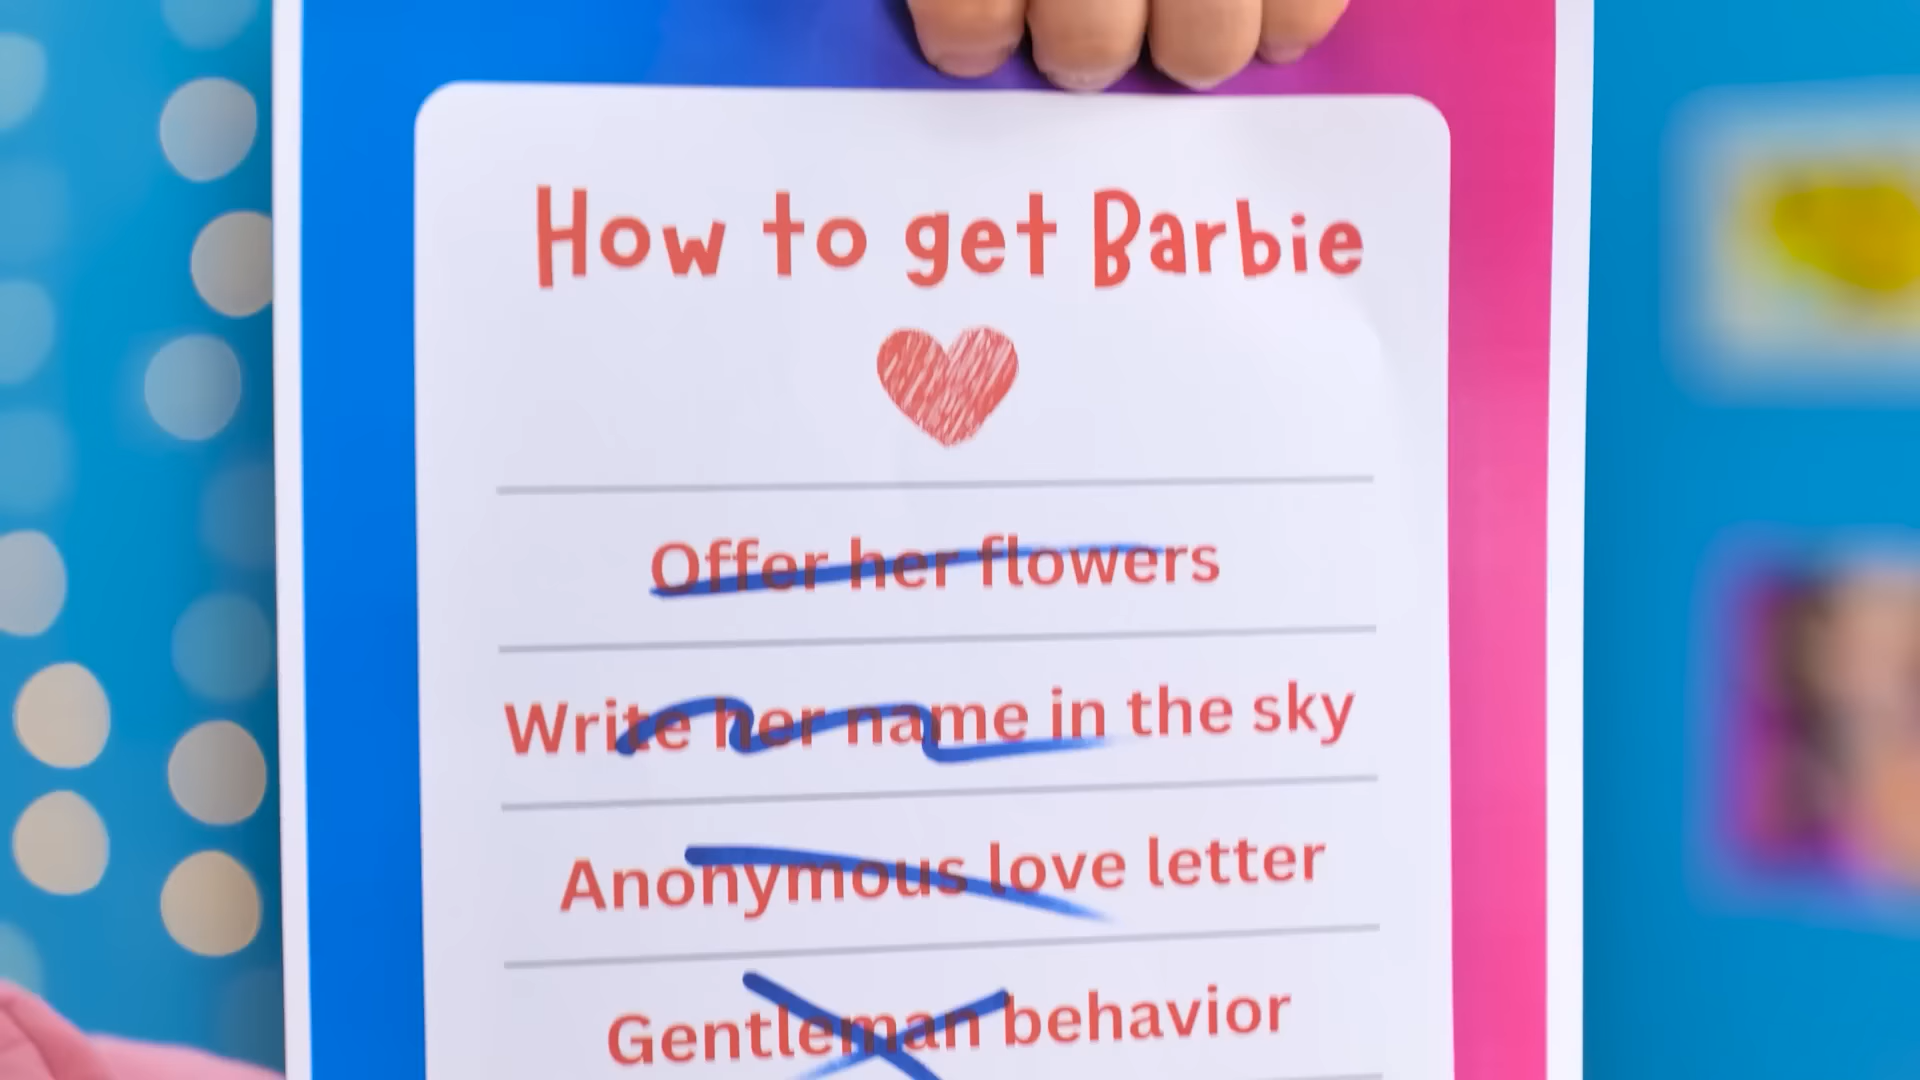 How to get Barbie
Offer her flowers
Write her name in the sky
Anonymous love letter
Gentleman behavior